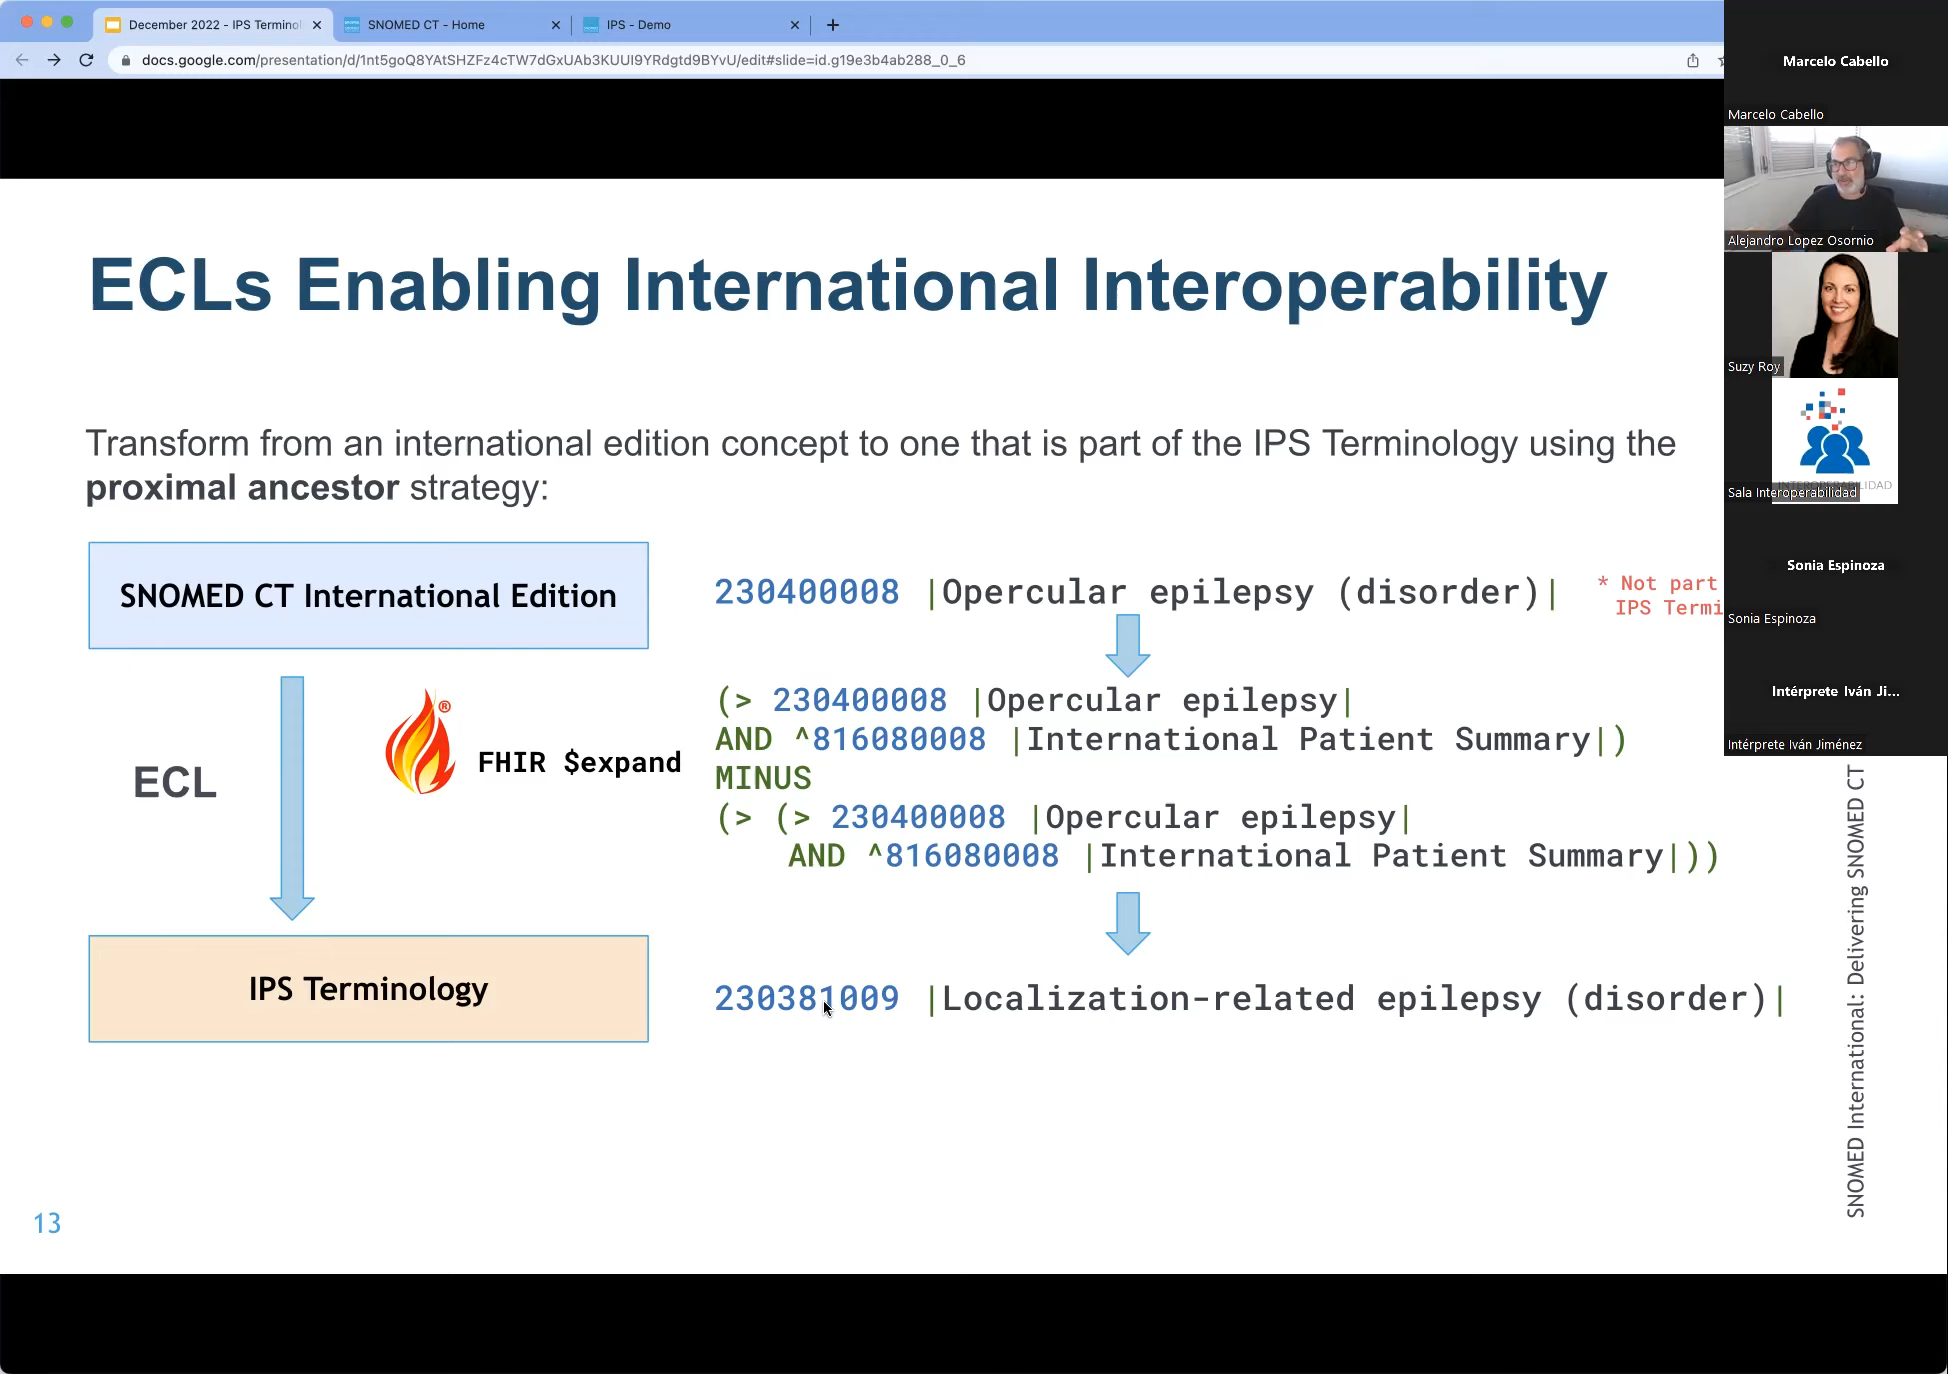 December 2022 - IPS Terminol
SNOMED CT - Home
IPS - Demo
docs.google.com/presentation/d/1nt5goQ8YAtSHZFz4cTW7dGxUAb3KUUI9YRdgtd9BYvU/edit#slide=id.g19e3b4ab288_0_6
ECLs Enabling International Interoperability
Transform from an international edition concept to one that is part of the IPS Terminology using the
proximal ancestor strategy:
SNOMED CT International Edition
230400008 |Opercular epilepsy (disorder)|
* Not part
IPS Termi
ECL
®
FHIR $expand
(> 230400008 |Opercular epilepsy|
AND ^816080008 |International Patient Summary|)
MINUS
(> (> 230400008 |Opercular epilepsy|
AND ^816080008 |International Patient Summary|))
IPS Terminology
230381009 |Localization-related epilepsy (disorder)|
13
SNOMED International: Delivering SNOMED CT
Marcelo Cabello
Marcelo Cabello
Alejandro Lopez Osornio
Suzy Roy
INTEROPERABILIDAD
Sala Interoperabilidad
Sonia Espinoza
Sonia Espinoza
Intérprete Iván Ji...
Intérprete Iván Jiménez